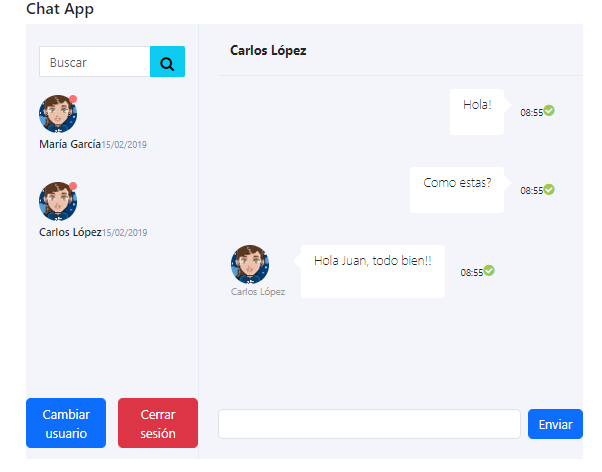 Chat App
Buscar
María García15/02/2019
Carlos López15/02/2019
Cambiar
usuario
Cerrar
sesión
Carlos López
Hola!
08:55
Como estas?
08:55
Hola Juan, todo bien!!
08:55
Carlos López
Enviar